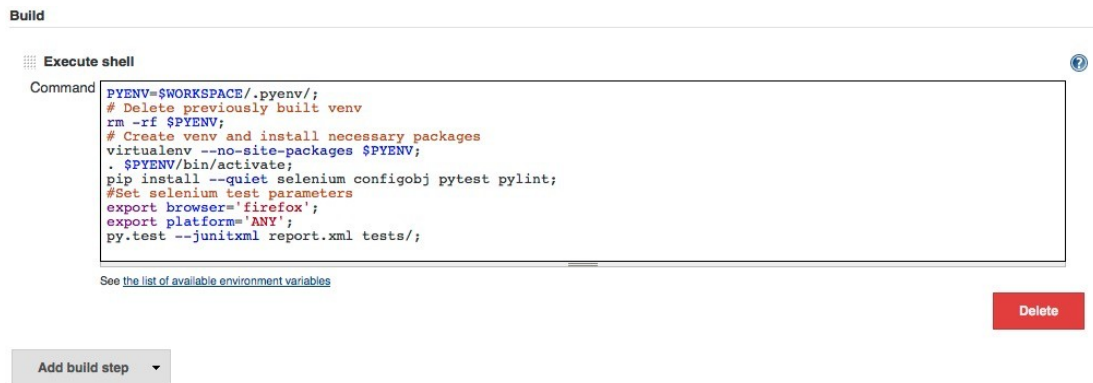 Build
Execute shell
?
Command
PYENV=$WORKSPACE/.pyenv/;
# Delete previously built venv
rm -rf $PYENV;
# Create venv and install necessary packages
virtualenv --no-site-packages $PYENV;
. $PYENV/bin/activate;
pip install --quiet selenium configobj pytest pylint;
#Set selenium test parameters
export browser='firefox';
export platform='ANY';
py.test --junitxml report.xml tests/;
See the list of available environment variables
Delete
Add build step